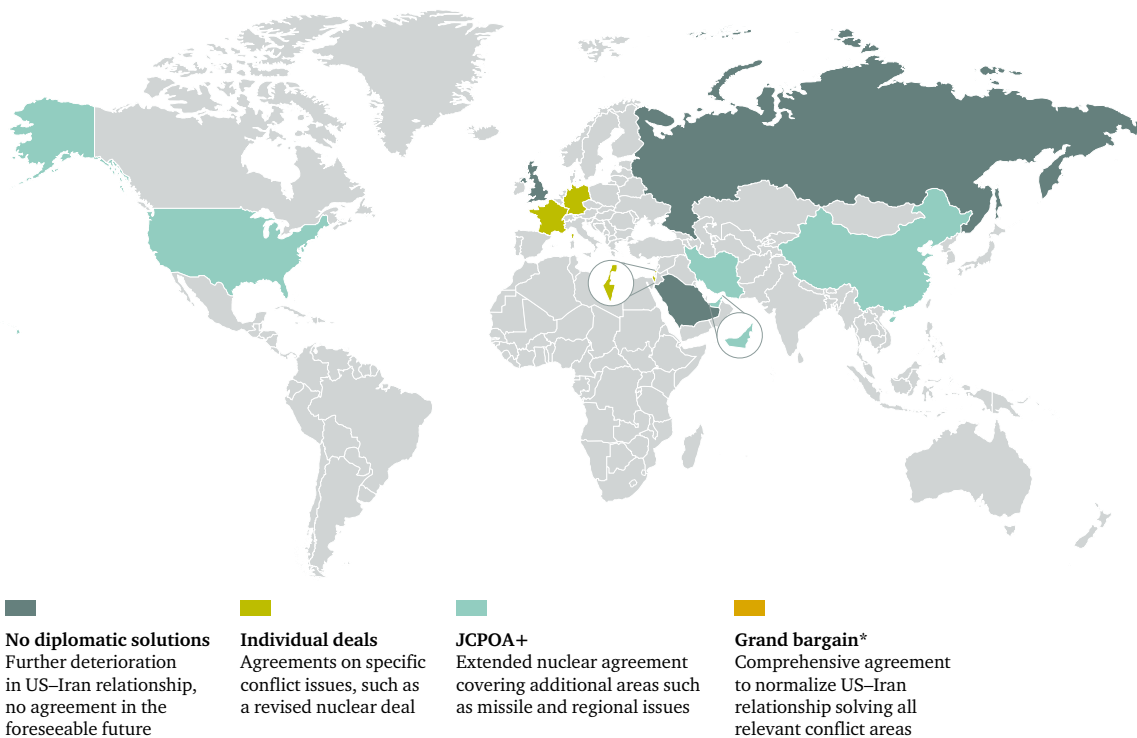 No diplomatic solutions
Further deterioration
in US–Iran relationship,
no agreement in the
foreseeable future
Individual deals
Agreements on specific
conflict issues, such as
a revised nuclear deal
JCPOA+
Extended nuclear agreement
covering additional areas such
as missile and regional issues
Grand bargain*
Comprehensive agreement
to normalize US–Iran
relationship solving all
relevant conflict areas